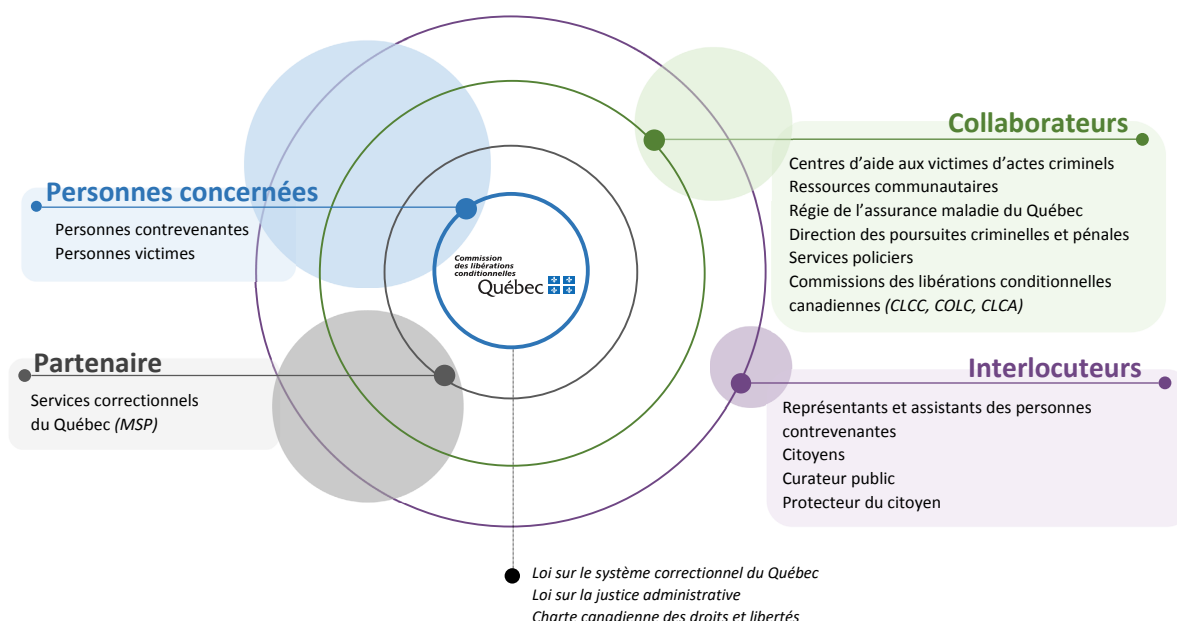 Collaborateurs
Centres d'aide aux victimes d'actes criminels
Ressources communautaires
Régie de l'assurance maladie du Québec
Direction des poursuites criminelles et pénales
Services policiers
Commissions des libérations conditionnelles
canadiennes (CLCC, COLC, CLCA)
Personnes concernées
Personnes contrevenantes
Personnes victimes
Commission
des libérations
conditionnelles
Québec
Partenaire
Services correctionnels
du Québec (MSP)
Interlocuteurs
Représentants et assistants des personnes
contrevenantes
Citoyens
Curateur public
Protecteur du citoyen
Loi sur le système correctionnel du Québec
Loi sur la justice administrative
Charte canadienne des droits et libertés